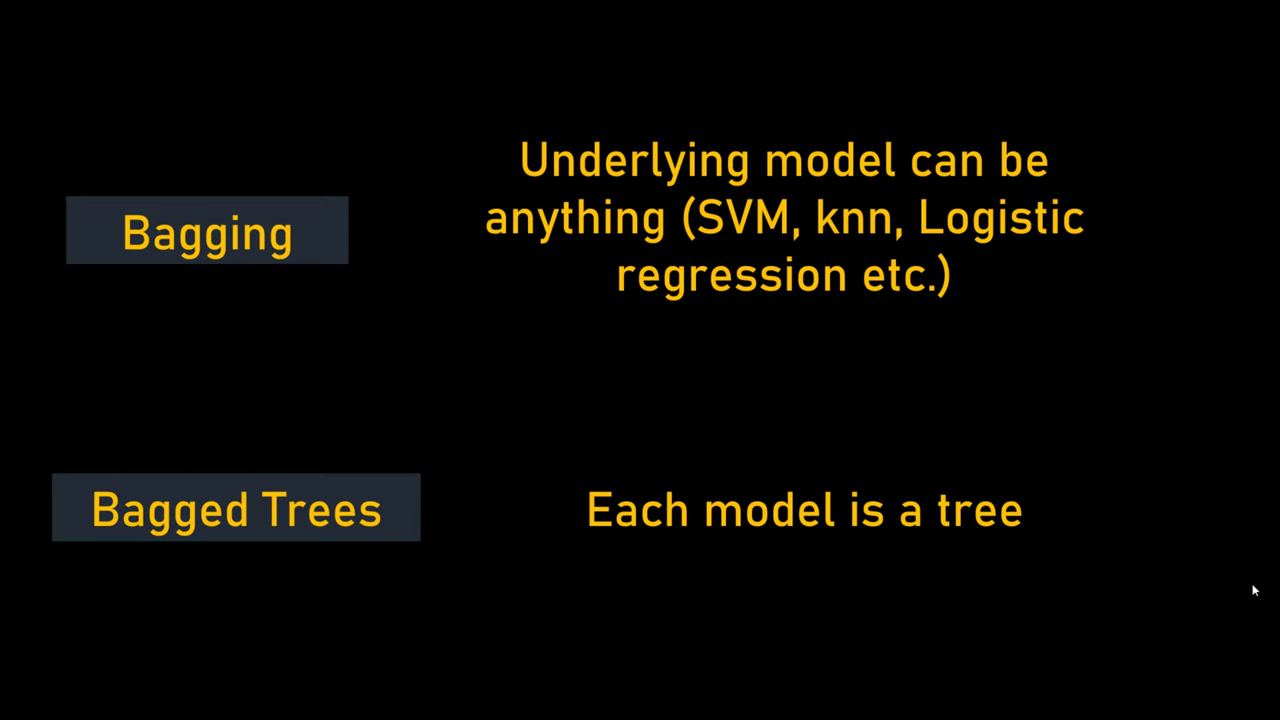 Bagging
Underlying model can be
anything (SVM, knn, Logistic
regression etc.)
Bagged Trees
Each model is a tree